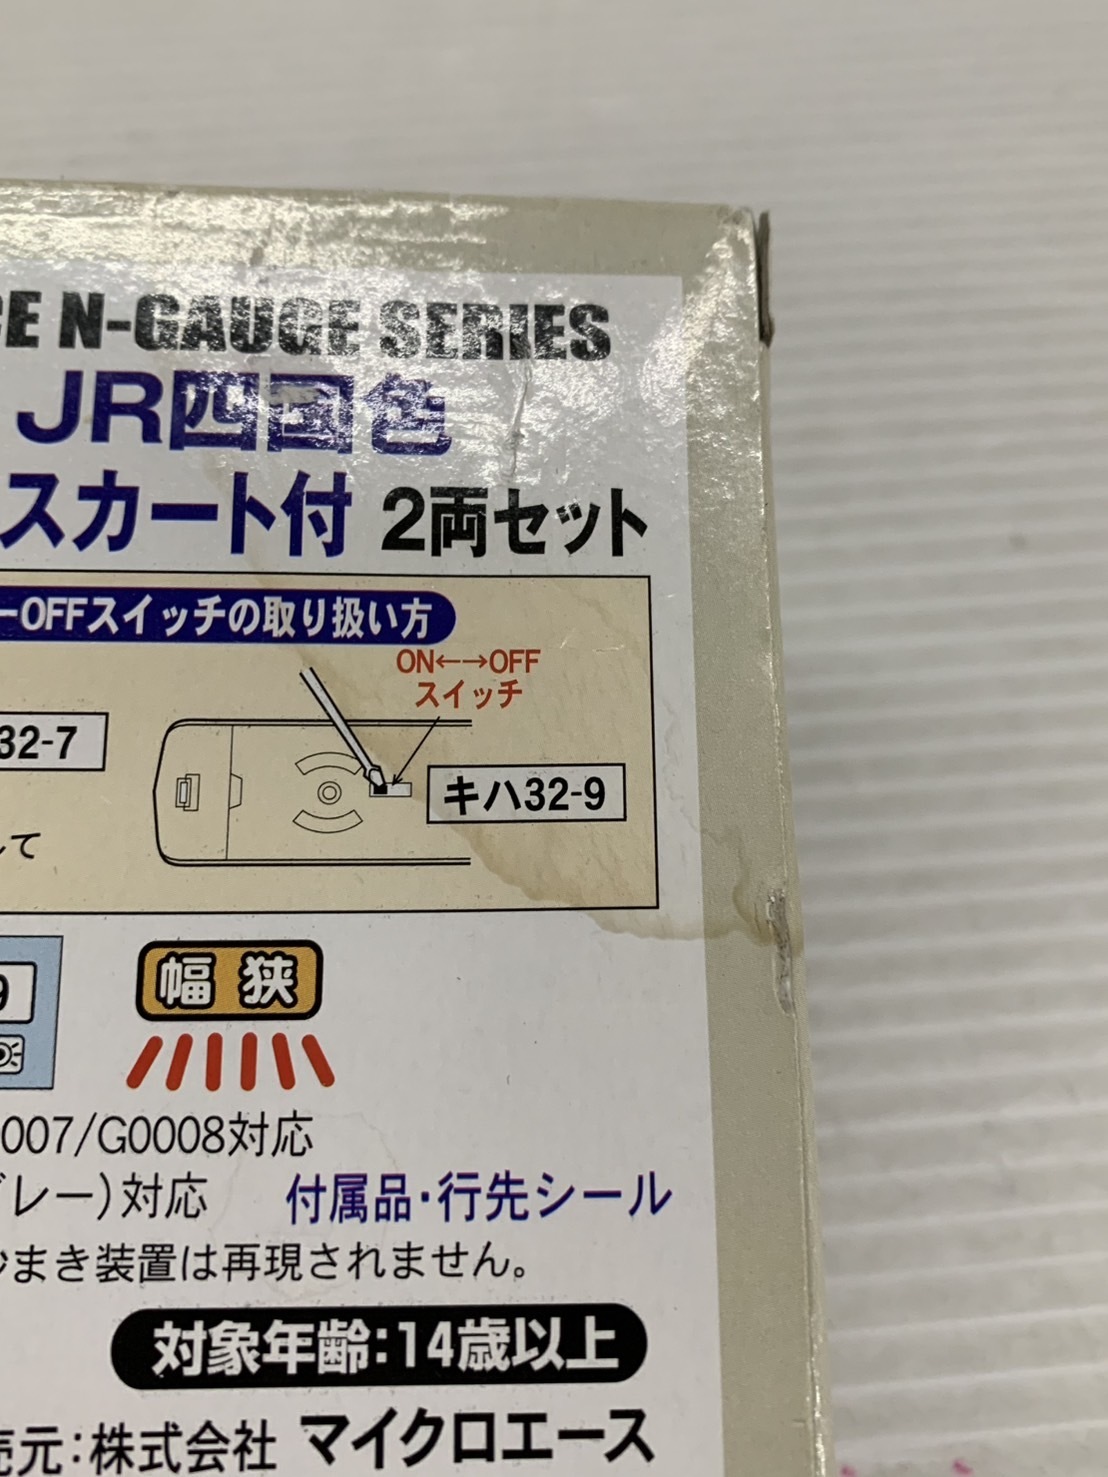 CE N-GAUGE SERIES
JR四国色
スカート付 2両セット
OFFスイッチの取り扱い方
ON←→OFF
スイッチ
32-7
キハ32-9
して
9
幅 狭
007/G0008対応
グレー)対応 付属品・行先シール
まき装置は再現されません。
対象年齢:14歳以上
売元:株式会社 マイクロエース